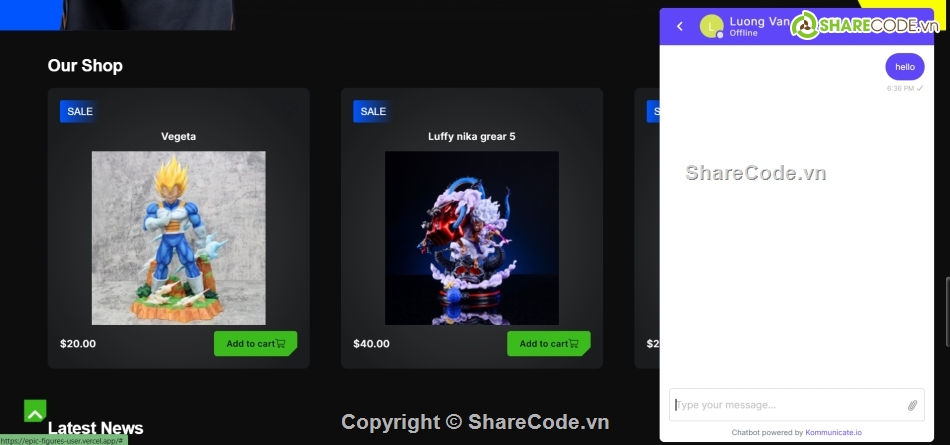 Our Shop
SALE
Vegeta
$20.00
Add to cart
SALE
Luffy nika grear 5
$40.00
Add to cart
Latest News
https://epic-figures-user.vercel.app/#
L
Luong Van
Offline
SHARECODE.vn
hello
6:36 PM
ShareCode.vn
Type your message...
Chatbot powered by Kommunicate.io
Copyright © ShareCode.vn